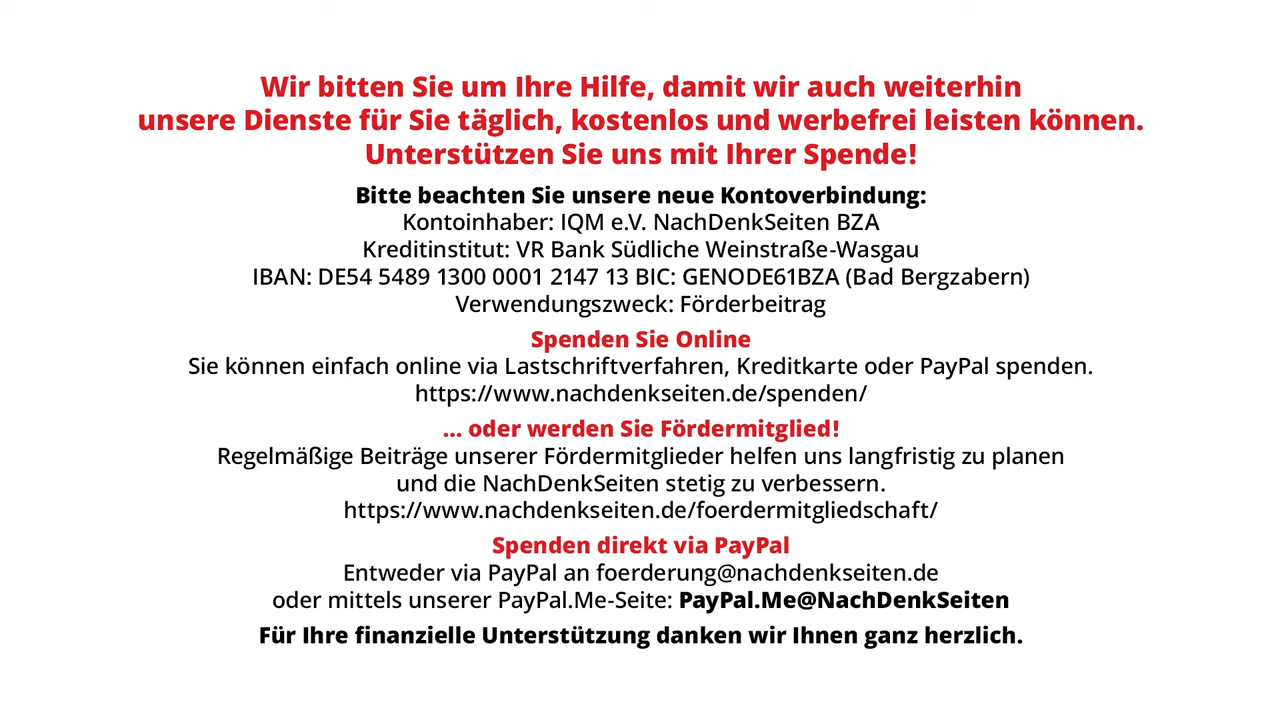 Wir bitten Sie um Ihre Hilfe, damit wir auch weiterhin
unsere Dienste für Sie täglich, kostenlos und werbefrei leisten können.
Unterstützen Sie uns mit Ihrer Spende!
Bitte beachten Sie unsere neue Kontoverbindung:
Kontoinhaber: IQM e.V. NachDenkSeiten BZA
Kreditinstitut: VR Bank Südliche Weinstraße-Wasgau
IBAN: DE54 5489 1300 0001 2147 13 BIC: GENODE61BZA (Bad Bergzabern)
Verwendungszweck: Förderbeitrag
Spenden Sie Online
Sie können einfach online via Lastschriftverfahren, Kreditkarte oder PayPal spenden.
https://www.nachdenkseiten.de/spenden/
... oder werden Sie Fördermitglied!
Regelmäßige Beiträge unserer Fördermitglieder helfen uns langfristig zu planen
und die NachDenkSeiten stetig zu verbessern.
https://www.nachdenkseiten.de/foerdermitgliedschaft/
Spenden direkt via PayPal
Entweder via PayPal an foerderung@nachdenkseiten.de
oder mittels unserer PayPal.Me-Seite: PayPal.Me@NachDenkSeiten
Für Ihre finanzielle Unterstützung danken wir Ihnen ganz herzlich.